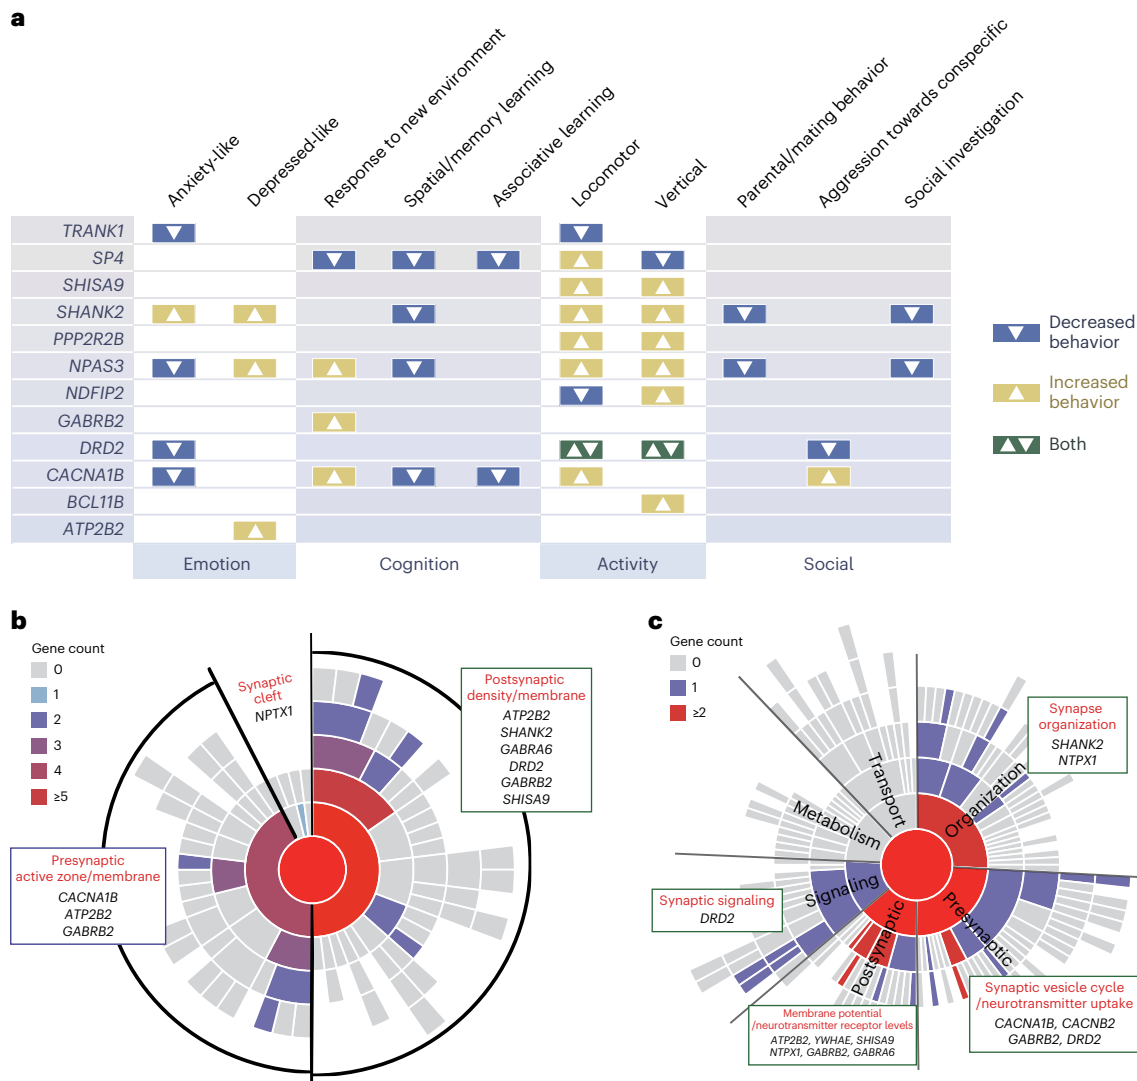 a
Anxiety-like
Depressed-like
Response to new environment
Spatial/memory learning
Associative learning
Locomotor
Vertical
Parental/mating behavior
Aggression towards conspecific
Social investigation
TRANK1
SP4
SHISA9
SHANK2
PPP2R2B
NPAS3
NDFIP2
GABRB2
DRD2
CACNA1B
BCL11B
ATP2B2
Emotion
Cognition
Activity
Social
Decreased
behavior
Increased
behavior
Both
b
Gene count
0
1
2
3
4
≥5
Synaptic
cleft
NPTX1
Postsynaptic
density/membrane
ATP2B2
SHANK2
GABRA6
DRD2
GABRB2
SHISA9
Presynaptic
active zone/membrane
CACNA1B
ATP2B2
GABRB2
c
Gene count
0
1
≥2
Transport
Metabolism
Signaling
Postsynaptic
Presynaptic
Organization
Synapse
organization
SHANK2
NTPX1
Synaptic signaling
DRD2
Membrane potential
/neurotransmitter receptor levels
ATP2B2, YWHAE, SHISA9
NTPX1, GABRB2, GABRA6
Synaptic vesicle cycle
/neurotransmitter uptake
CACNA1B, CACNB2
GABRB2, DRD2